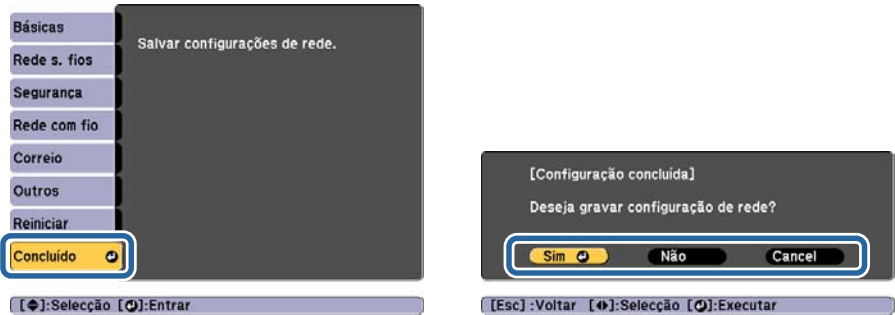 Básicas
Rede s. fios
Segurança
Rede com fio
Correio
Outros
Reiniciar
Concluído
Salvar configurações de rede.
[ ]:Selecção [ ]:Entrar
[Configuração concluída]
Deseja gravar configuração de rede?
Sim Não Cancel
[Esc] :Voltar [ ]:Selecção [ ]:Executar